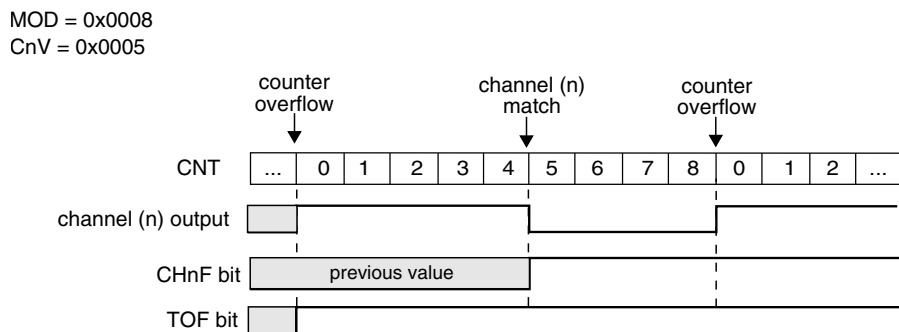 MOD = 0x0008
CnV = 0x0005
counter overflow
channel (n) match
counter overflow
CNT ... 0 1 2 3 4 5 6 7 8 0 1 2 ...
channel (n) output
CHnF bit previous value
TOF bit